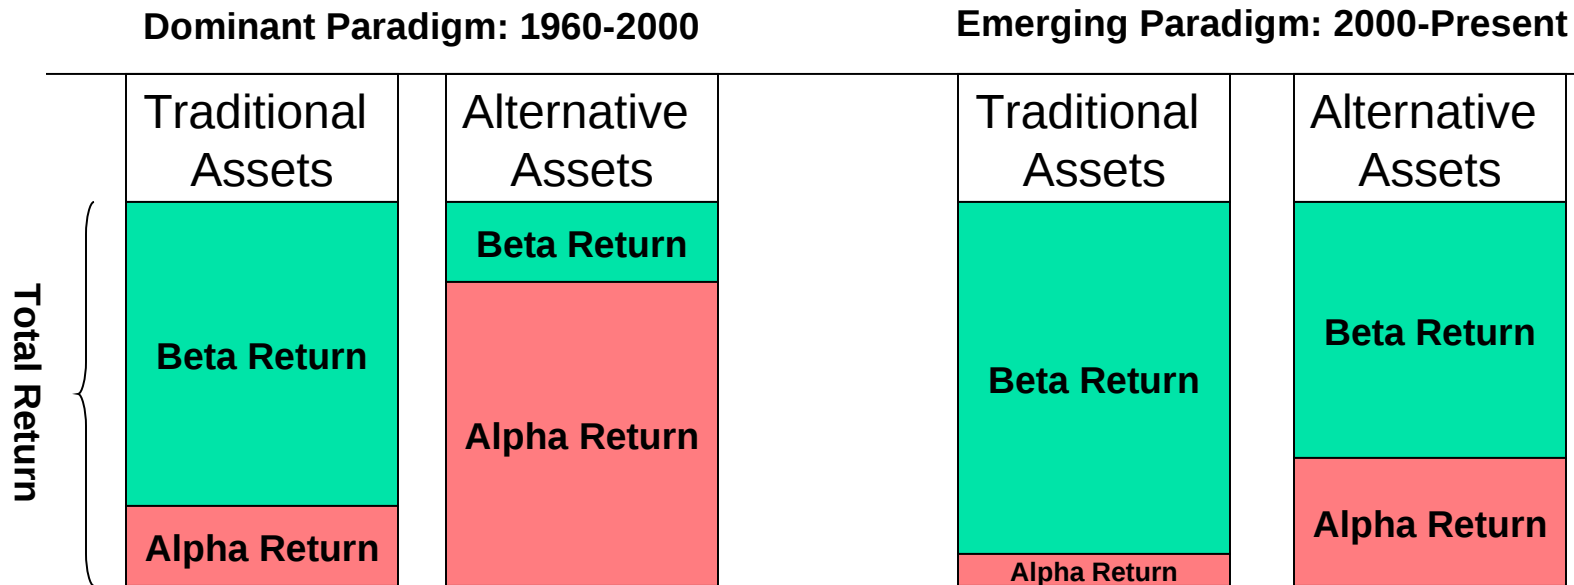 Dominant Paradigm: 1960-2000
Emerging Paradigm: 2000-Present
Traditional
Assets
Alternative
Assets
Traditional
Assets
Alternative
Assets
Total Return
Beta Return
Alpha Return
Beta Return
Alpha Return
Beta Return
Alpha Return
Beta Return
Alpha Return